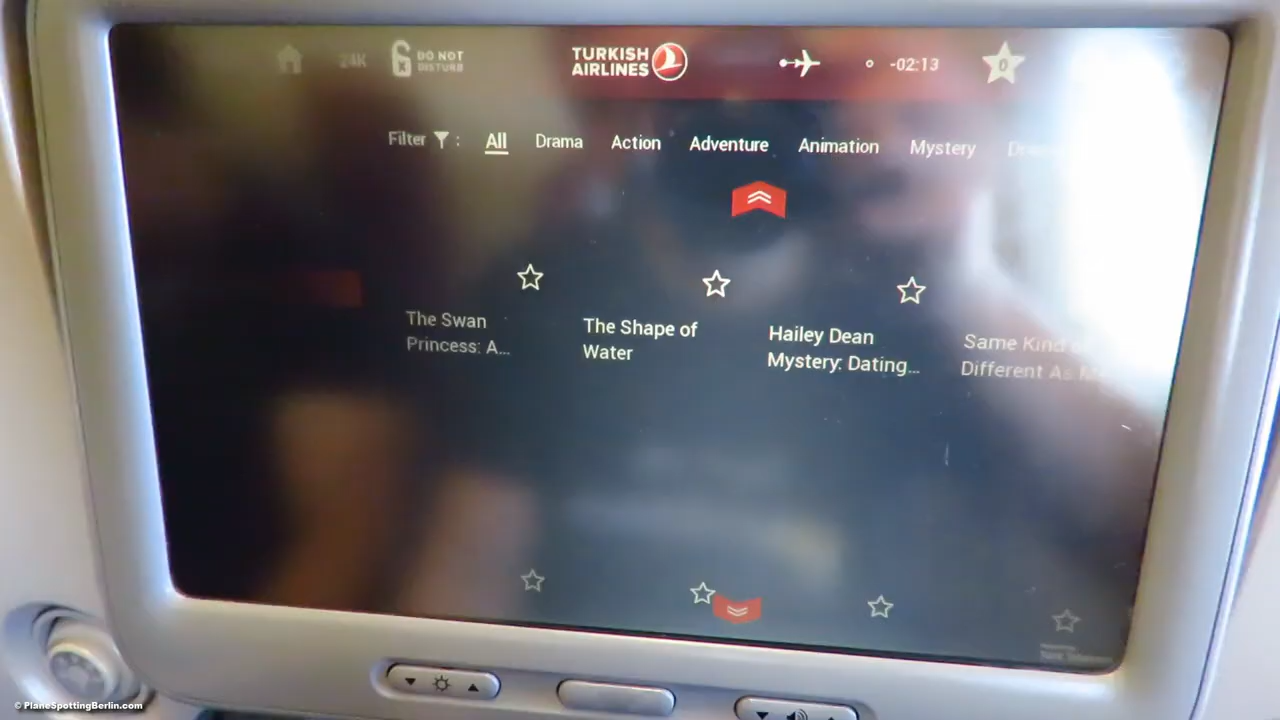 24K
DO NOT
DISTURB
TURKISH
AIRLINES
-02:13
0
Filter : All Drama Action Adventure Animation Mystery
The Swan
Princess: A...
The Shape of
Water
Hailey Dean
Mystery: Dating...
Same Kind
Different As
© PlaneSpottingBerlin.com